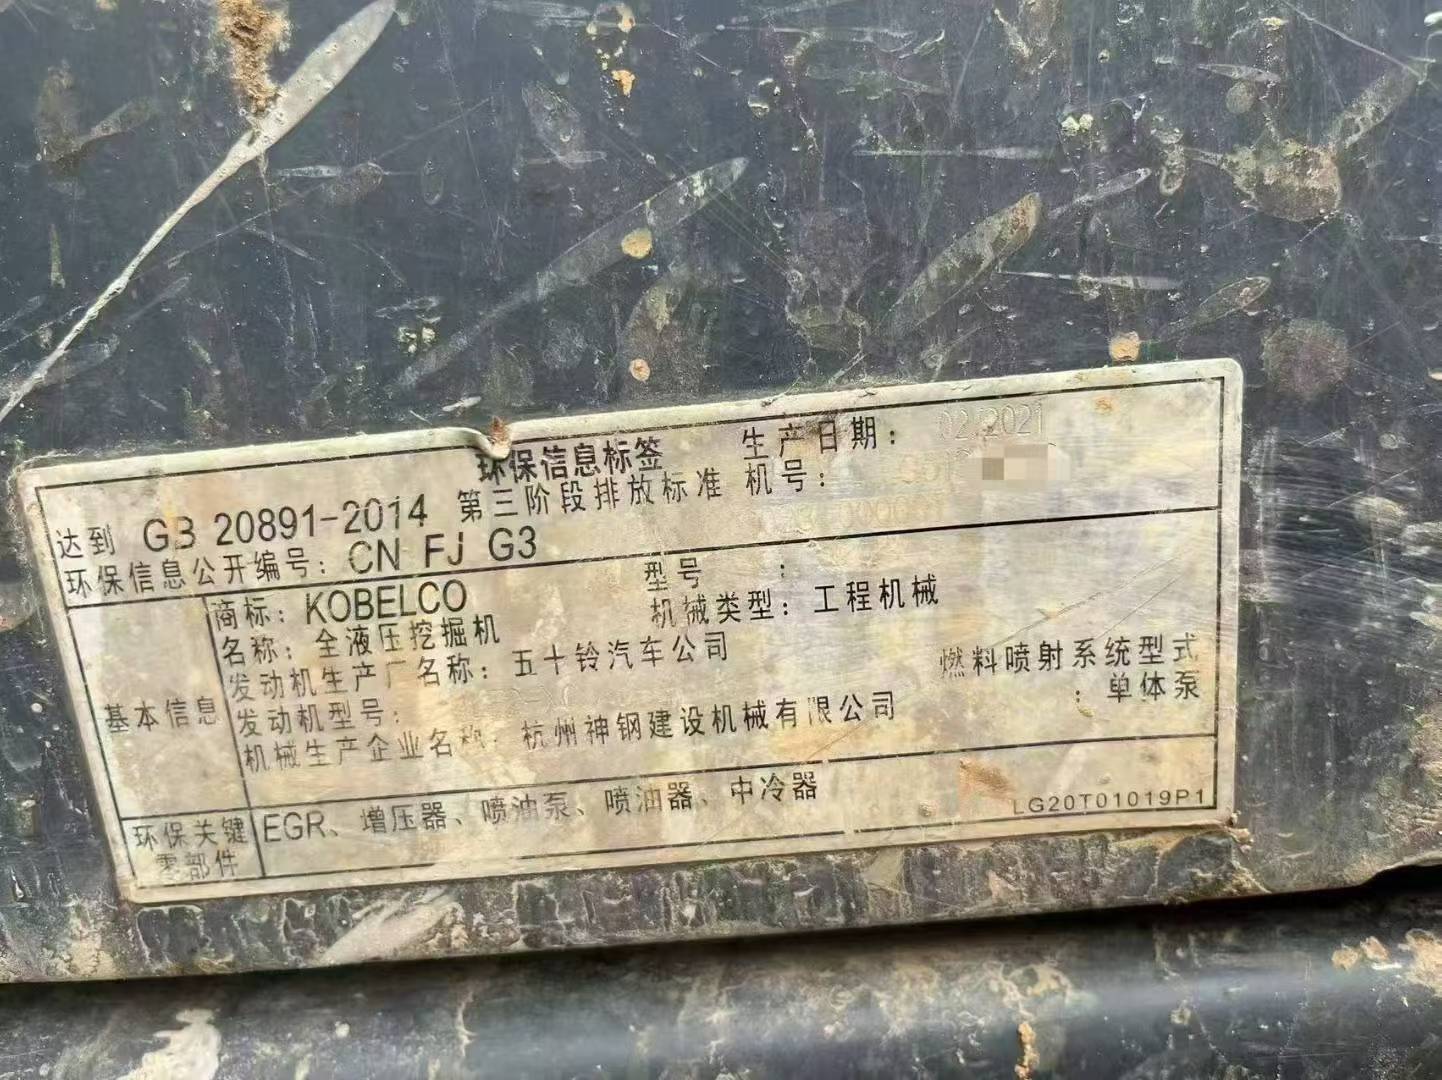 环保信息标签
生产日期: 02/2021
达到 GB 20891-2014 第三阶段排放标准 机号:
环保信息公开编号: CN FJ G3
基本信息
商标: KOBELCO 型号 :
名称: 全液压挖掘机 机械类型: 工程机械
发动机生产厂名称: 五十铃汽车公司
发动机型号: 燃料喷射系统型式
: 单体泵
机械生产企业名称: 杭州神钢建设机械有限公司
环保关键
零部件
EGR、增压器、喷油泵、喷油器、中冷器
LG20T01019P1